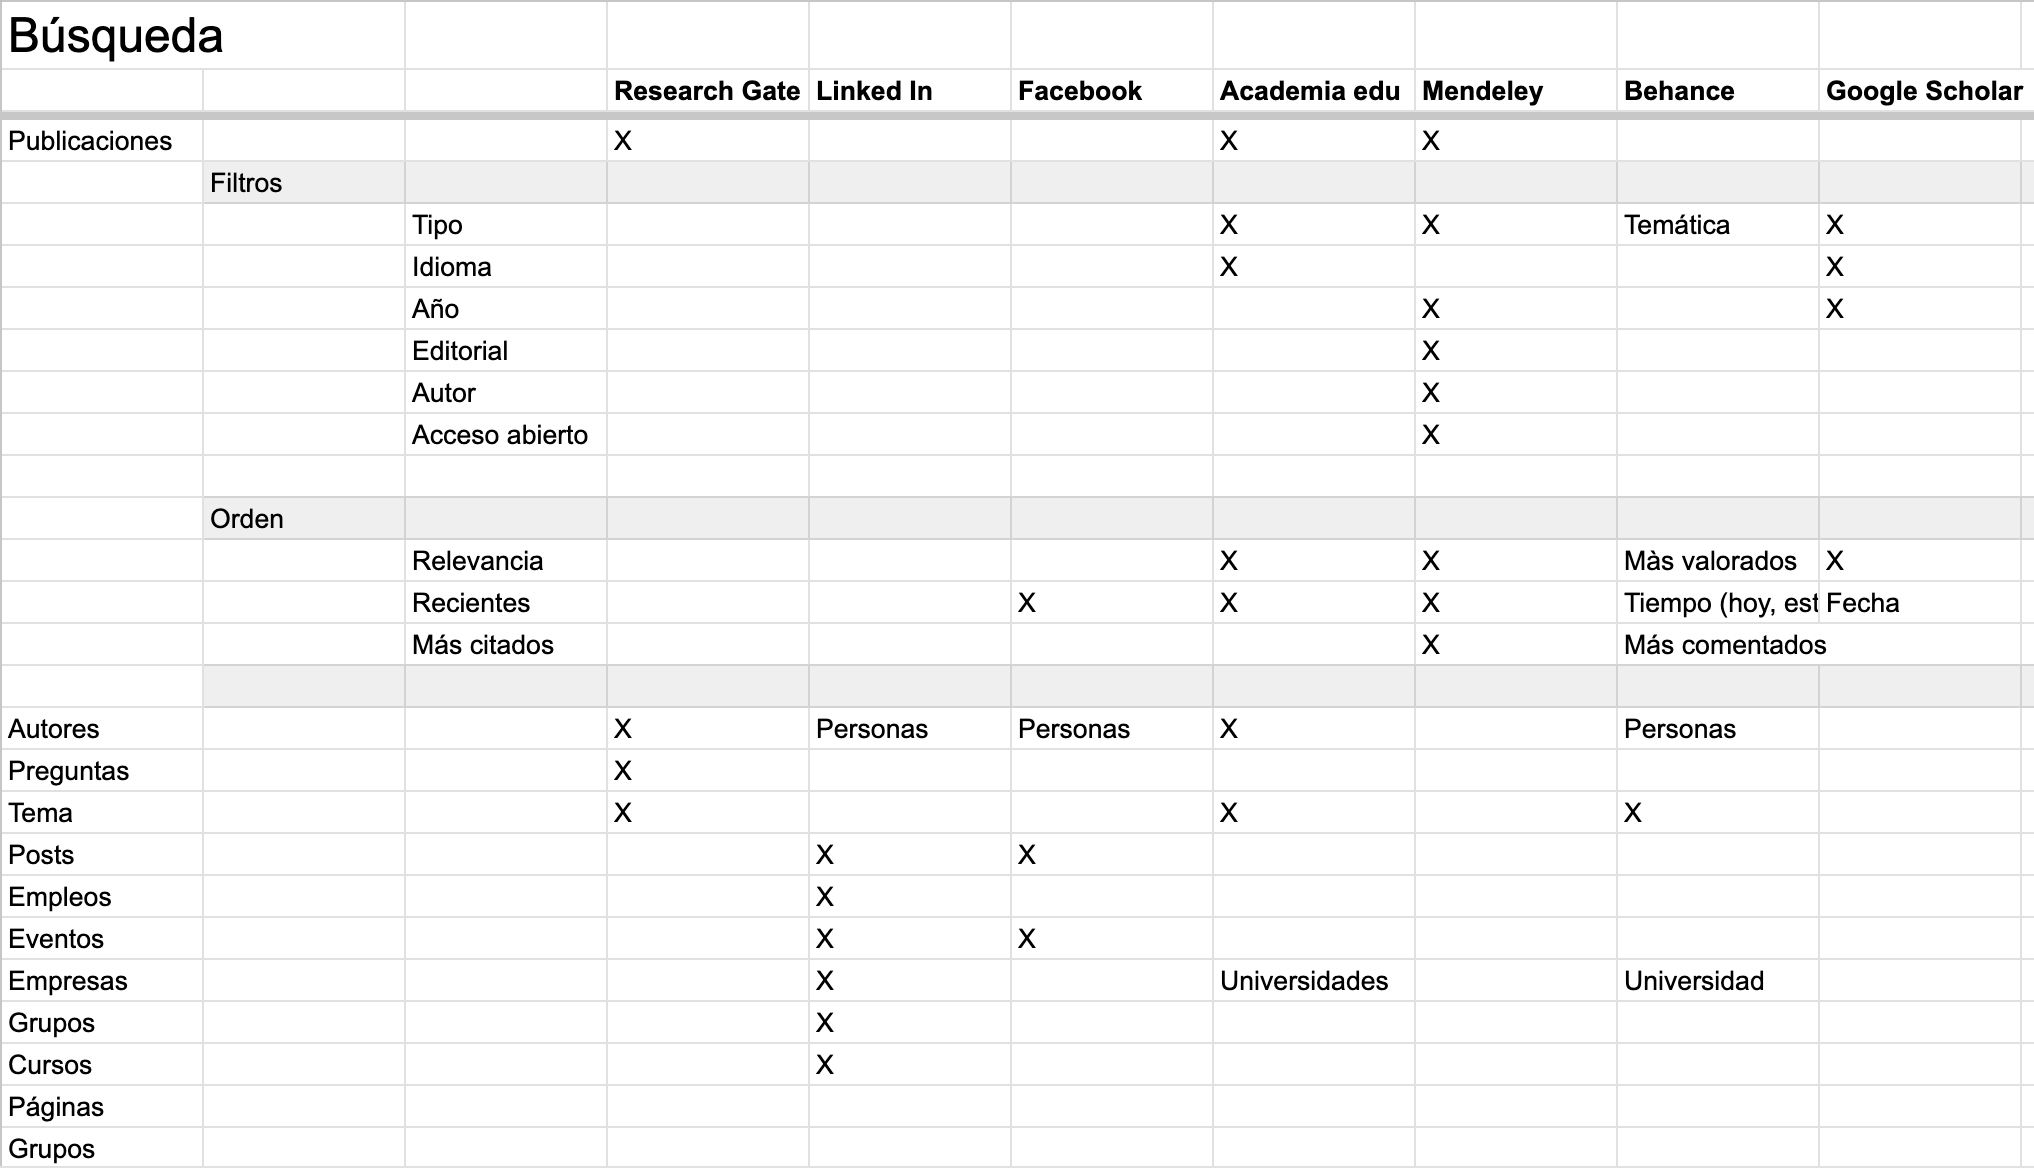 Búsqueda
Research Gate Linked In Facebook Academia edu Mendeley Behance Google Scholar
Publicaciones X X X
Filtros
Tipo X X Temática X
Idioma X X
Año X X
Editorial X
Autor X
Acceso abierto X
Orden
Relevancia X X Màs valorados X
Recientes X X X Tiempo (hoy, est Fecha
Más citados X Más comentados
Autores X Personas Personas X Personas
Preguntas X
Tema X X X
Posts X X
Empleos X
Eventos X X
Empresas X Universidades Universidad
Grupos X
Cursos X
Páginas
Grupos